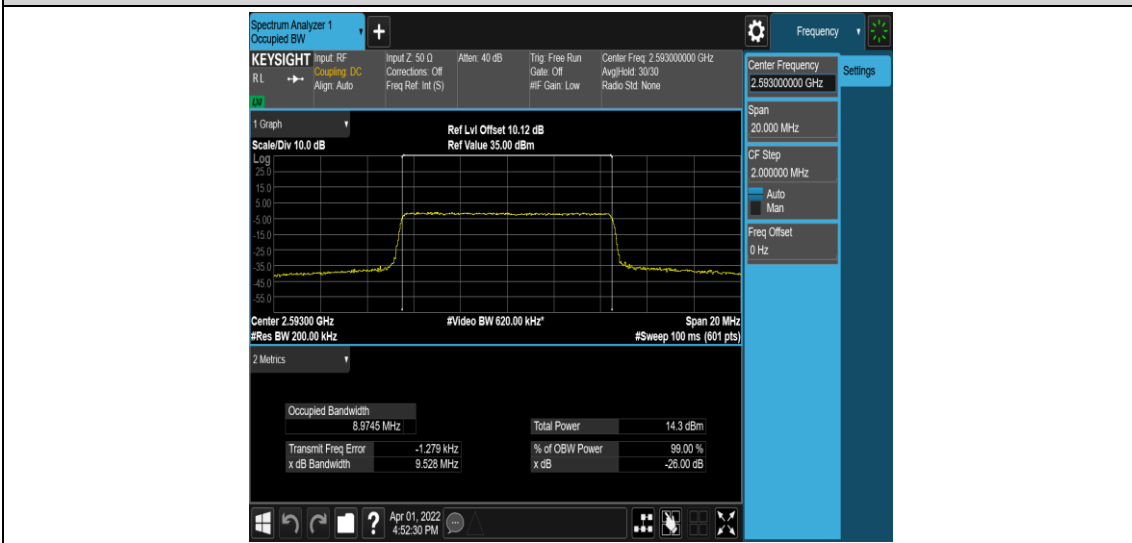 Spectrum Analyzer 1
Occupied BW
+
Frequency
KEYSIGHT
RL
LXI
Input: RF
Coupling: DC
Align: Auto
Input Z: 50 Ω
Corrections: Off
Freq Ref: Int (S)
Atten: 40 dB
Trig: Free Run
Gate: Off
#IF Gain: Low
Center Freq: 2.593000000 GHz
Avg|Hold: 30/30
Radio Std: None
Center Frequency
2.593000000 GHz
Settings
Span
20.000 MHz
CF Step
2.000000 MHz
Auto
Man
Freq Offset
0 Hz
1 Graph
Scale/Div 10.0 dB
Ref Lvl Offset 10.12 dB
Ref Value 35.00 dBm
Log
25.0
15.0
5.00
-5.00
-15.0
-25.0
-35.0
-45.0
-55.0
Center 2.59300 GHz
#Video BW 620.00 kHz*
Span 20 MHz
#Res BW 200.00 kHz
#Sweep 100 ms (601 pts)
2 Metrics
Occupied Bandwidth
8.9745 MHz
Total Power 14.3 dBm
Transmit Freq Error -1.279 kHz
% of OBW Power 99.00 %
x dB Bandwidth 9.528 MHz
x dB -26.00 dB
?
Apr 01, 2022
4:52:30 PM